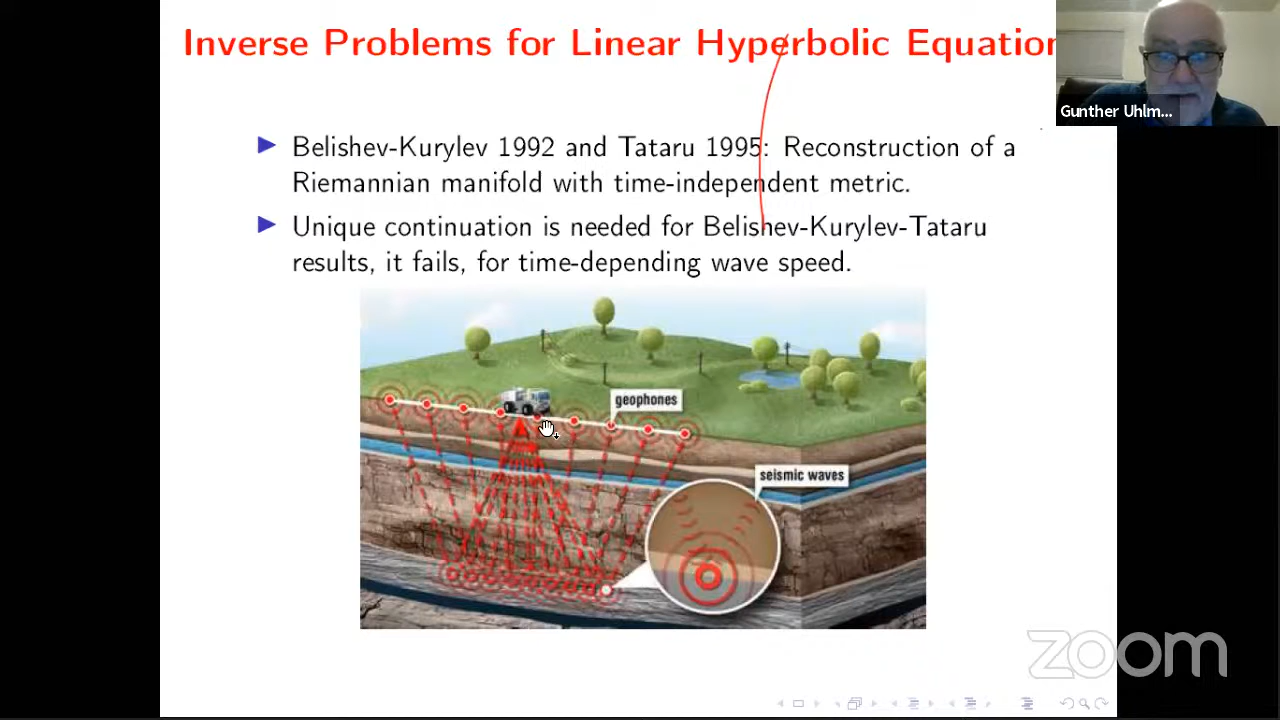 Inverse Problems for Linear Hyperbolic Equation
Gunther Uhlm...
Belishev-Kurylev 1992 and Tataru 1995: Reconstruction of a
Riemannian manifold with time-independent metric.
Unique continuation is needed for Belishev-Kurylev-Tataru
results, it fails, for time-depending wave speed.
geophones
seismic waves
zoom